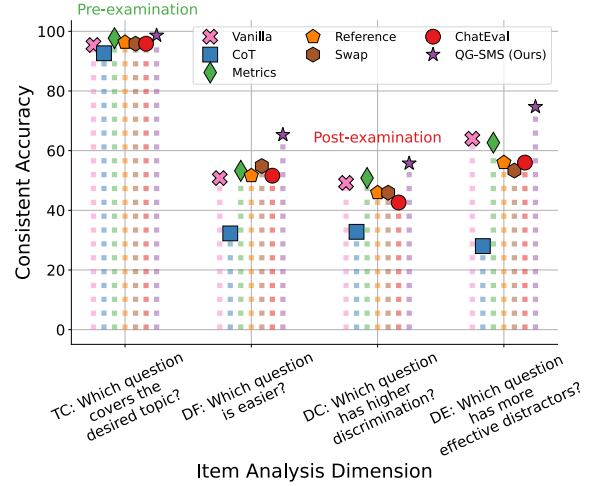 Pre-examination
100
80
60
40
20
0
Consistent Accuracy
Vanilla
CoT
Metrics
Reference
Swap
ChatEval
QG-SMS (Ours)
Post-examination
TC: Which question
covers the
desired topic?
DF: Which question
is easier?
DC: Which question
has higher
discrimination?
DE: Which question
has more
effective distractors?
Item Analysis Dimension